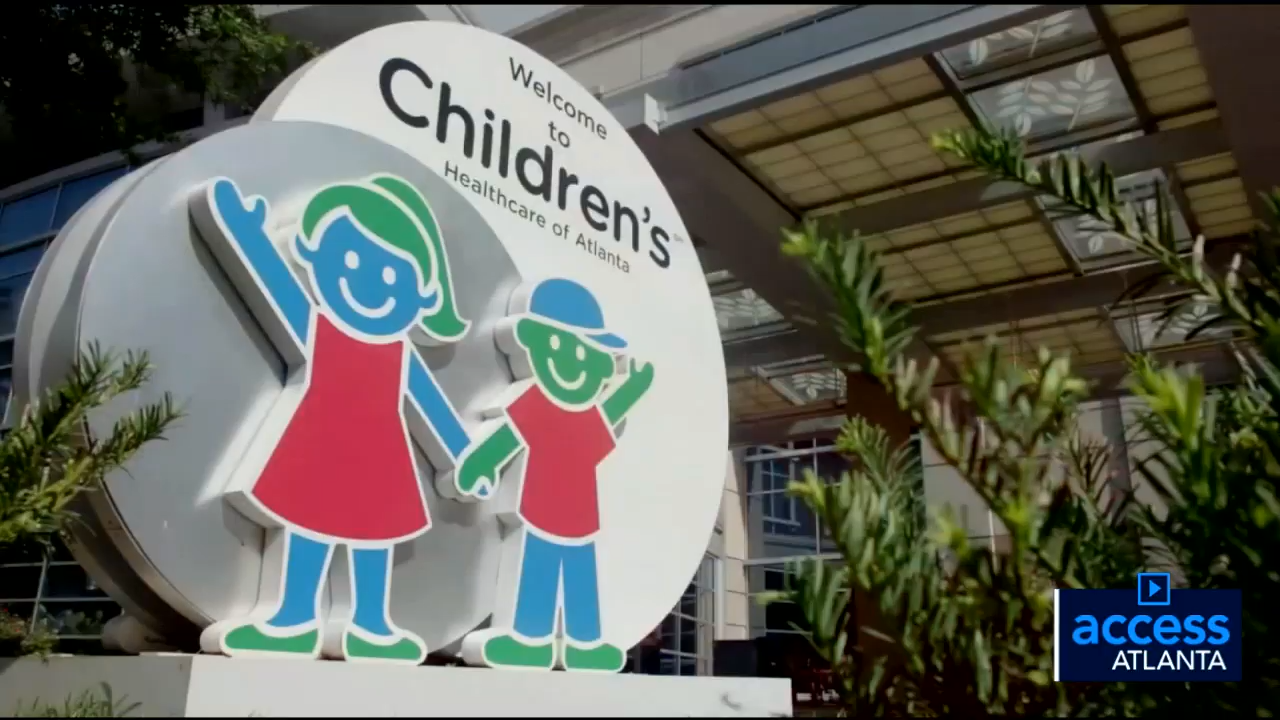 Welcome
to
Children's
Healthcare of Atlanta
access
ATLANTA